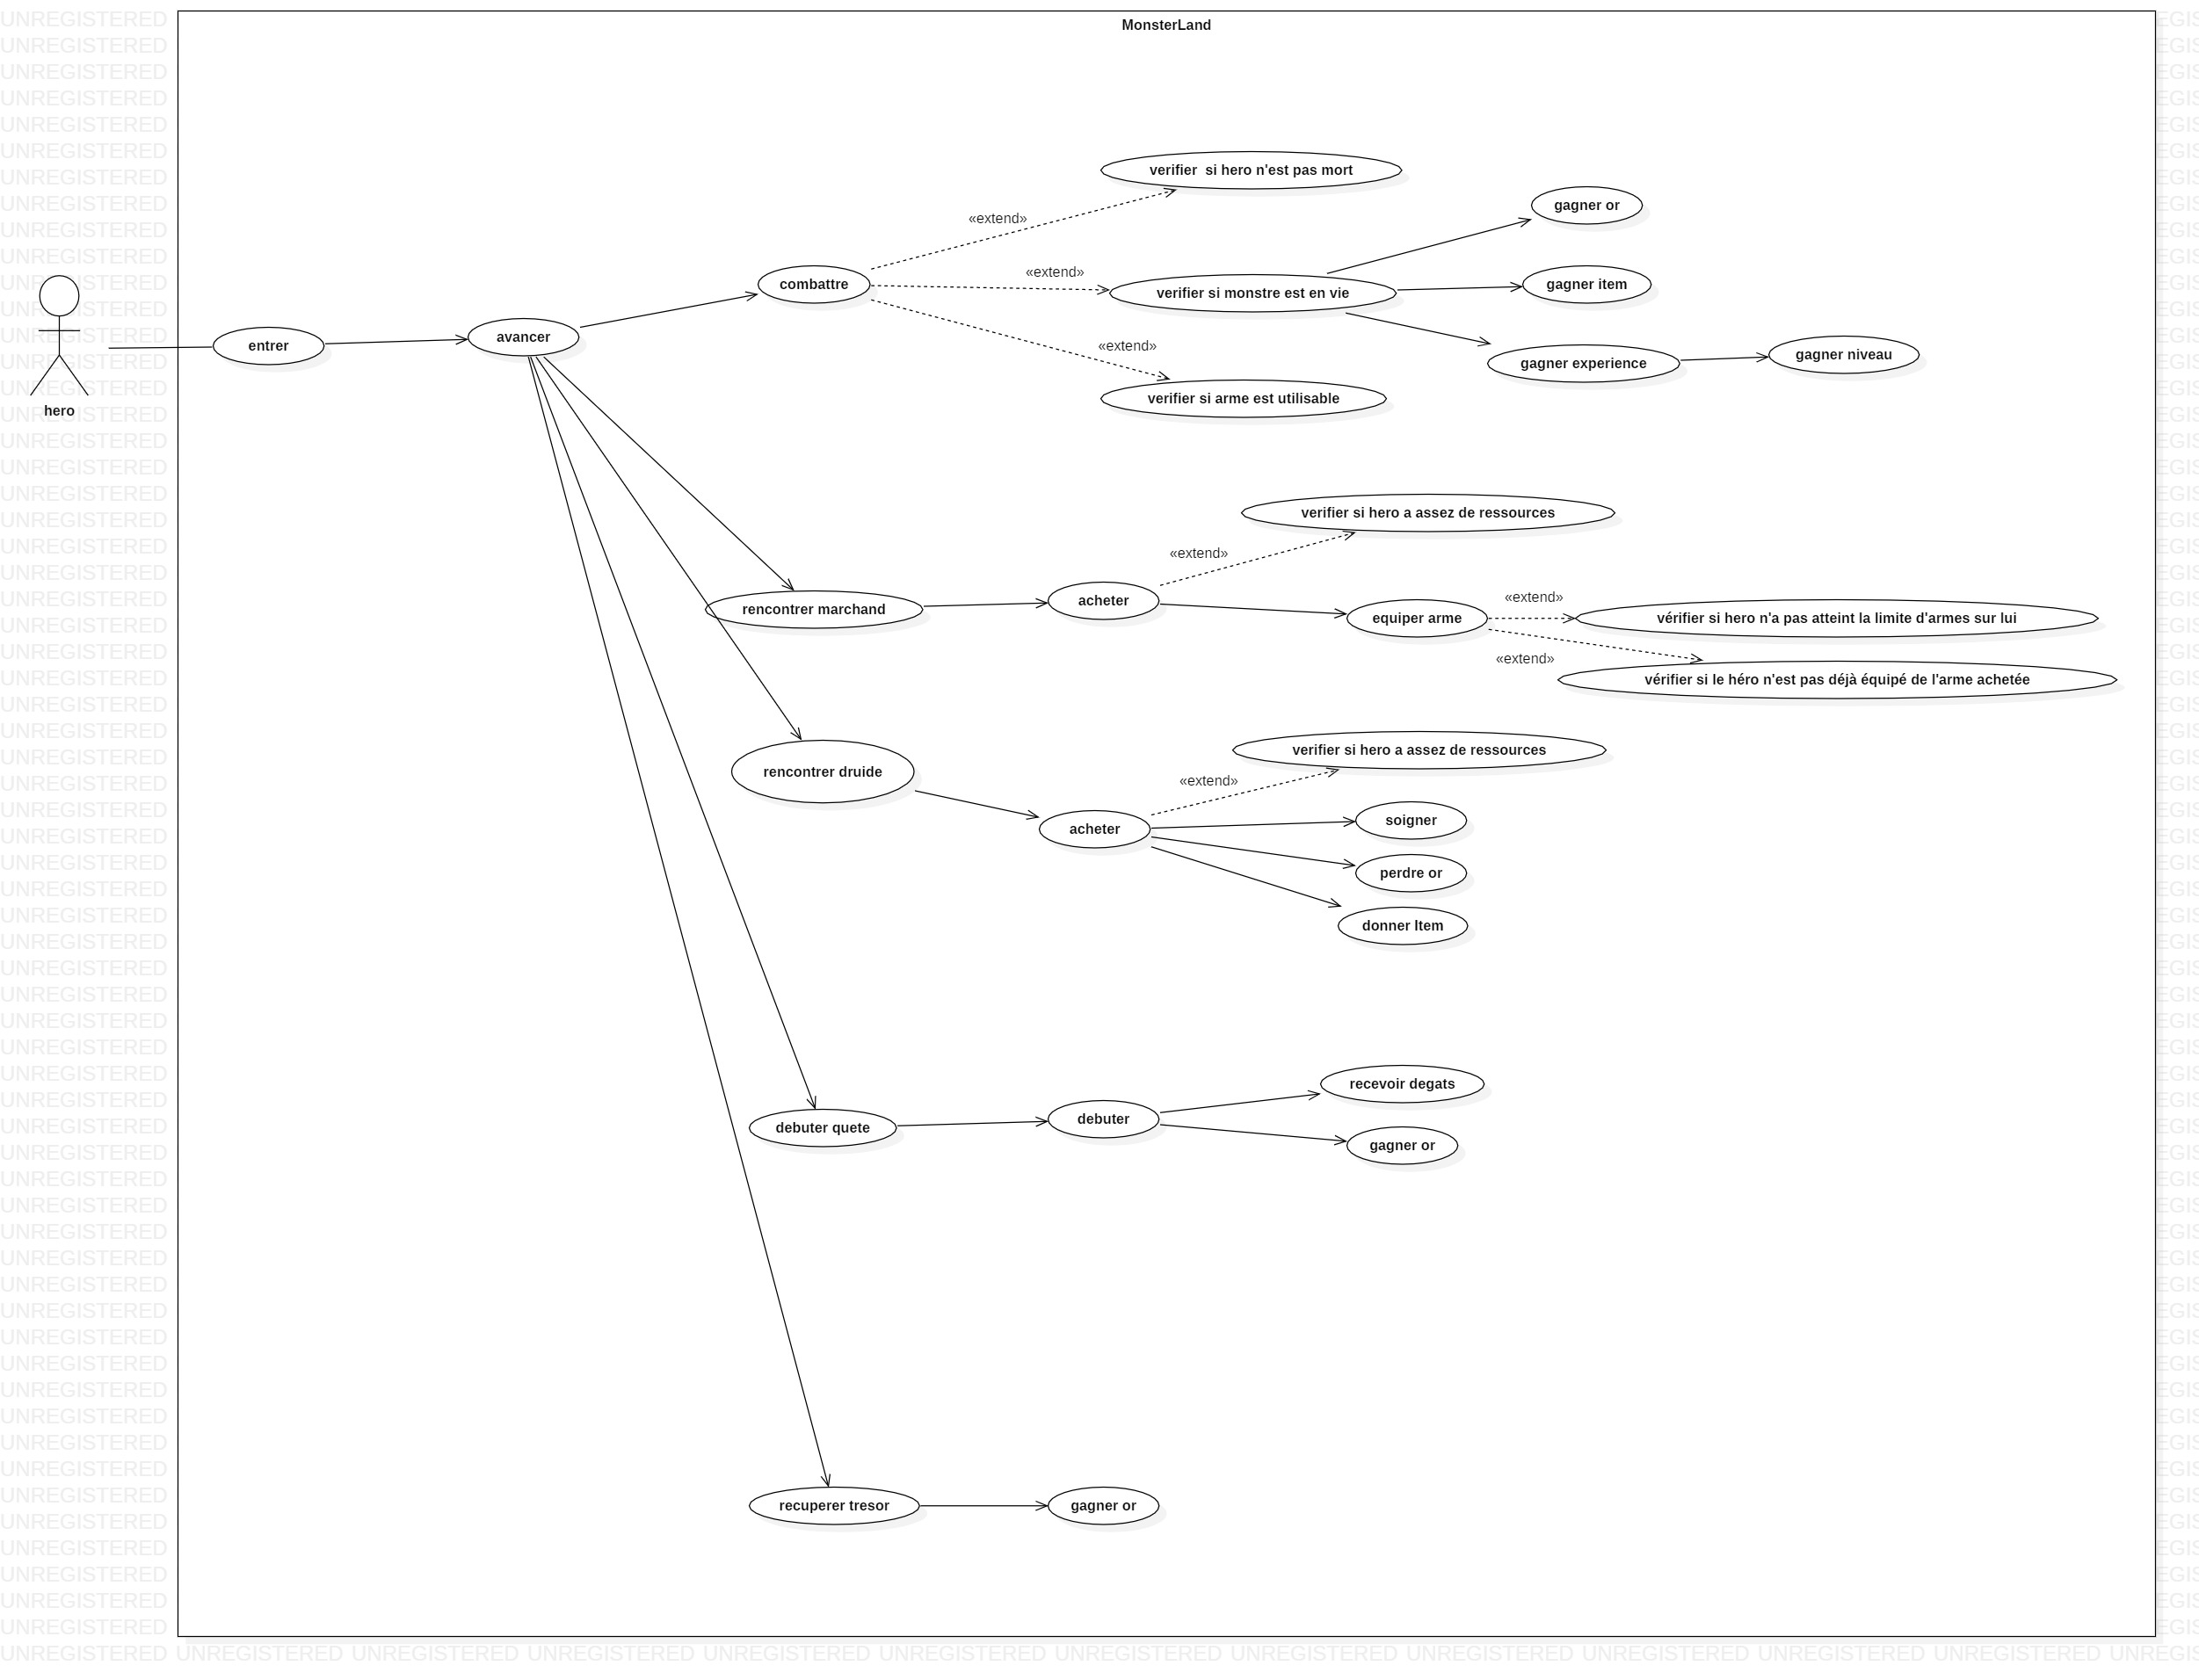 MonsterLand
verifier  si hero n'est pas mort
gagner or
«extend»
«extend»
combattre
verifier si monstre est en vie
gagner item
entrer
avancer
«extend»
gagner experience
gagner niveau
verifier si arme est utilisable
hero
verifier si hero a assez de ressources
«extend»
rencontrer marchand
acheter
equiper arme
«extend»
vérifier si hero n'a pas atteint la limite d'armes sur lui
«extend»
vérifier si le héro n'est pas déjà équipé de l'arme achetée
verifier si hero a assez de ressources
«extend»
rencontrer druide
acheter
soigner
perdre or
donner Item
recevoir degats
debuter quete
debuter
gagner or
recuperer tresor
gagner or
UNREGISTERED UNREGISTERED UNREGISTERED UNREGISTERED UNREGISTERED UNREGISTERED UNREGISTERED UNREGISTERED UNREGISTERED UNREGISTERED UNREGISTERED UNREGISTERED UNREGIS